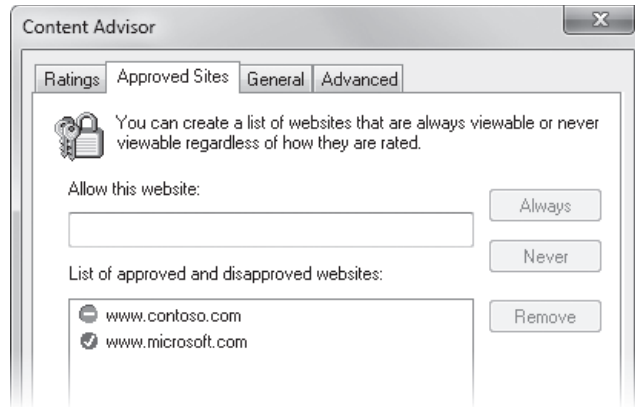 Content Advisor
Ratings Approved Sites General Advanced
You can create a list of websites that are always viewable or never
viewable regardless of how they are rated.
Allow this website:
Always
Never
List of approved and disapproved websites:
www.contoso.com
Remove
www.microsoft.com